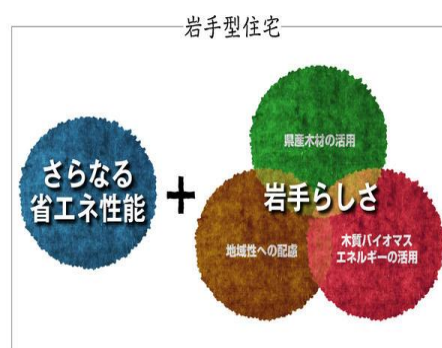 岩手型住宅
さらなる
省エネ性能
+
県産木材の活用
岩手らしさ
地域性への配慮
木質バイオマス
エネルギーの活用